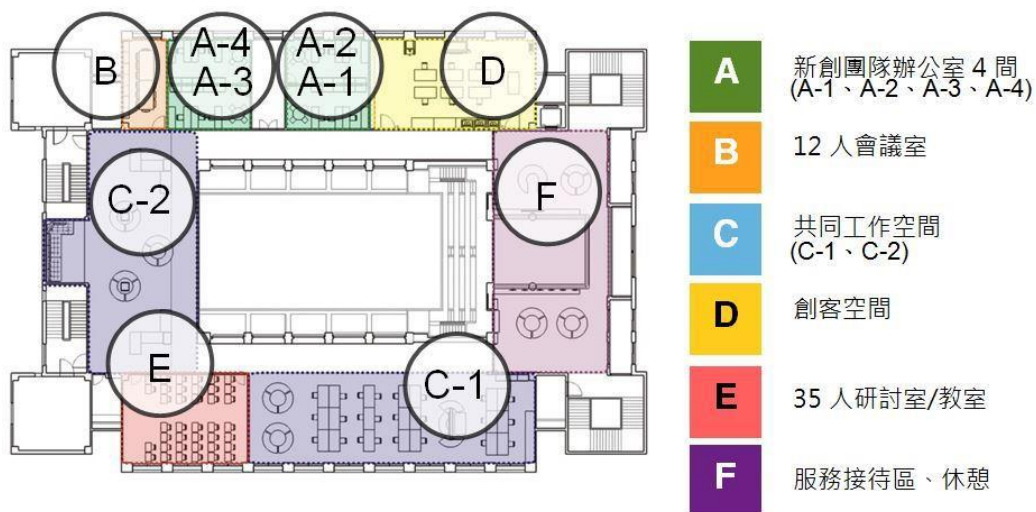 B
A-4
A-3
A-2
A-1
D
C-2
F
E
C-1
A
新創團隊辦公室 4 間
(A-1、A-2、A-3、A-4)
B
12 人會議室
C
共同工作空間
(C-1、C-2)
D
創客空間
E
35 人研討室/教室
F
服務接待區、休憩